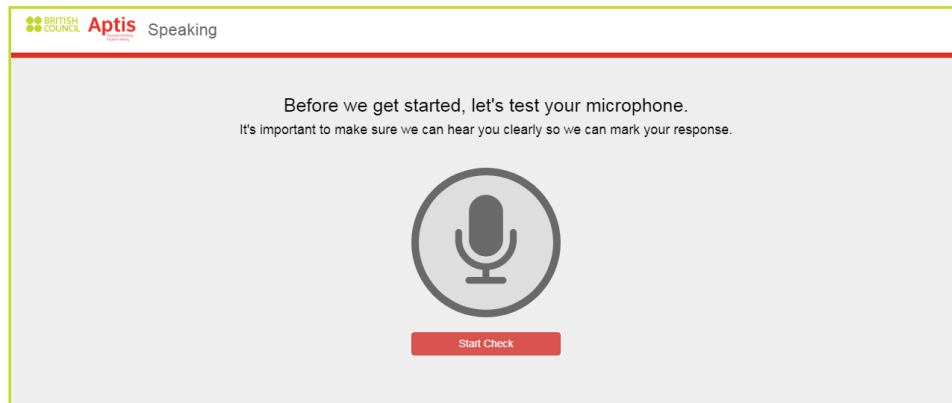 BRITISH
COUNCIL
Aptis
Speaking
Before we get started, let's test your microphone.
It's important to make sure we can hear you clearly so we can mark your response.
Start Check